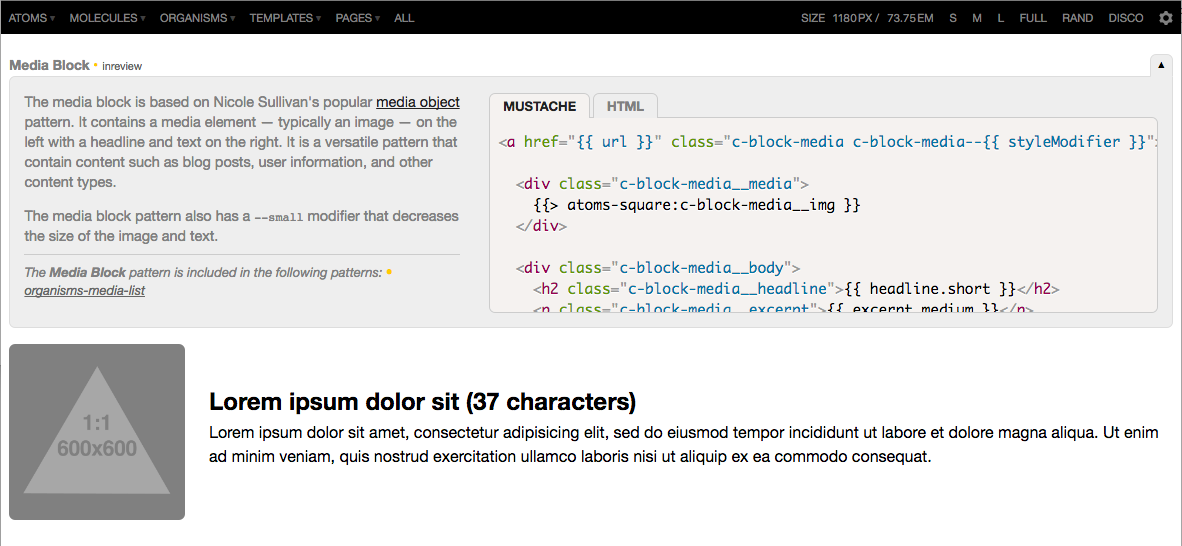 ATOMS ▾ MOLECULES ▾ ORGANISMS ▾ TEMPLATES ▾ PAGES ▾ ALL SIZE 1180PX / 73.75EM S M L FULL RAND DISCO
Media Block • inreview
▲
The media block is based on Nicole Sullivan's popular media object
pattern. It contains a media element — typically an image — on the
left with a headline and text on the right. It is a versatile pattern that
contain content such as blog posts, user information, and other
content types.
The media block pattern also has a --small modifier that decreases
the size of the image and text.
The Media Block pattern is included in the following patterns: •
organisms-media-list
MUSTACHE HTML
<a href="{{ url }}" class="c-block-media c-block-media--{{ styleModifier }}">
<div class="c-block-media__media">
{{> atoms-square:c-block-media__img }}
</div>
<div class="c-block-media__body">
<h2 class="c-block-media__headline">{{ headline.short }}</h2>
<p class="c-block-media__excerpt">{{ excerpt.medium }}</p>
1:1
600x600
Lorem ipsum dolor sit (37 characters)
Lorem ipsum dolor sit amet, consectetur adipisicing elit, sed do eiusmod tempor incididunt ut labore et dolore magna aliqua. Ut enim
ad minim veniam, quis nostrud exercitation ullamco laboris nisi ut aliquip ex ea commodo consequat.